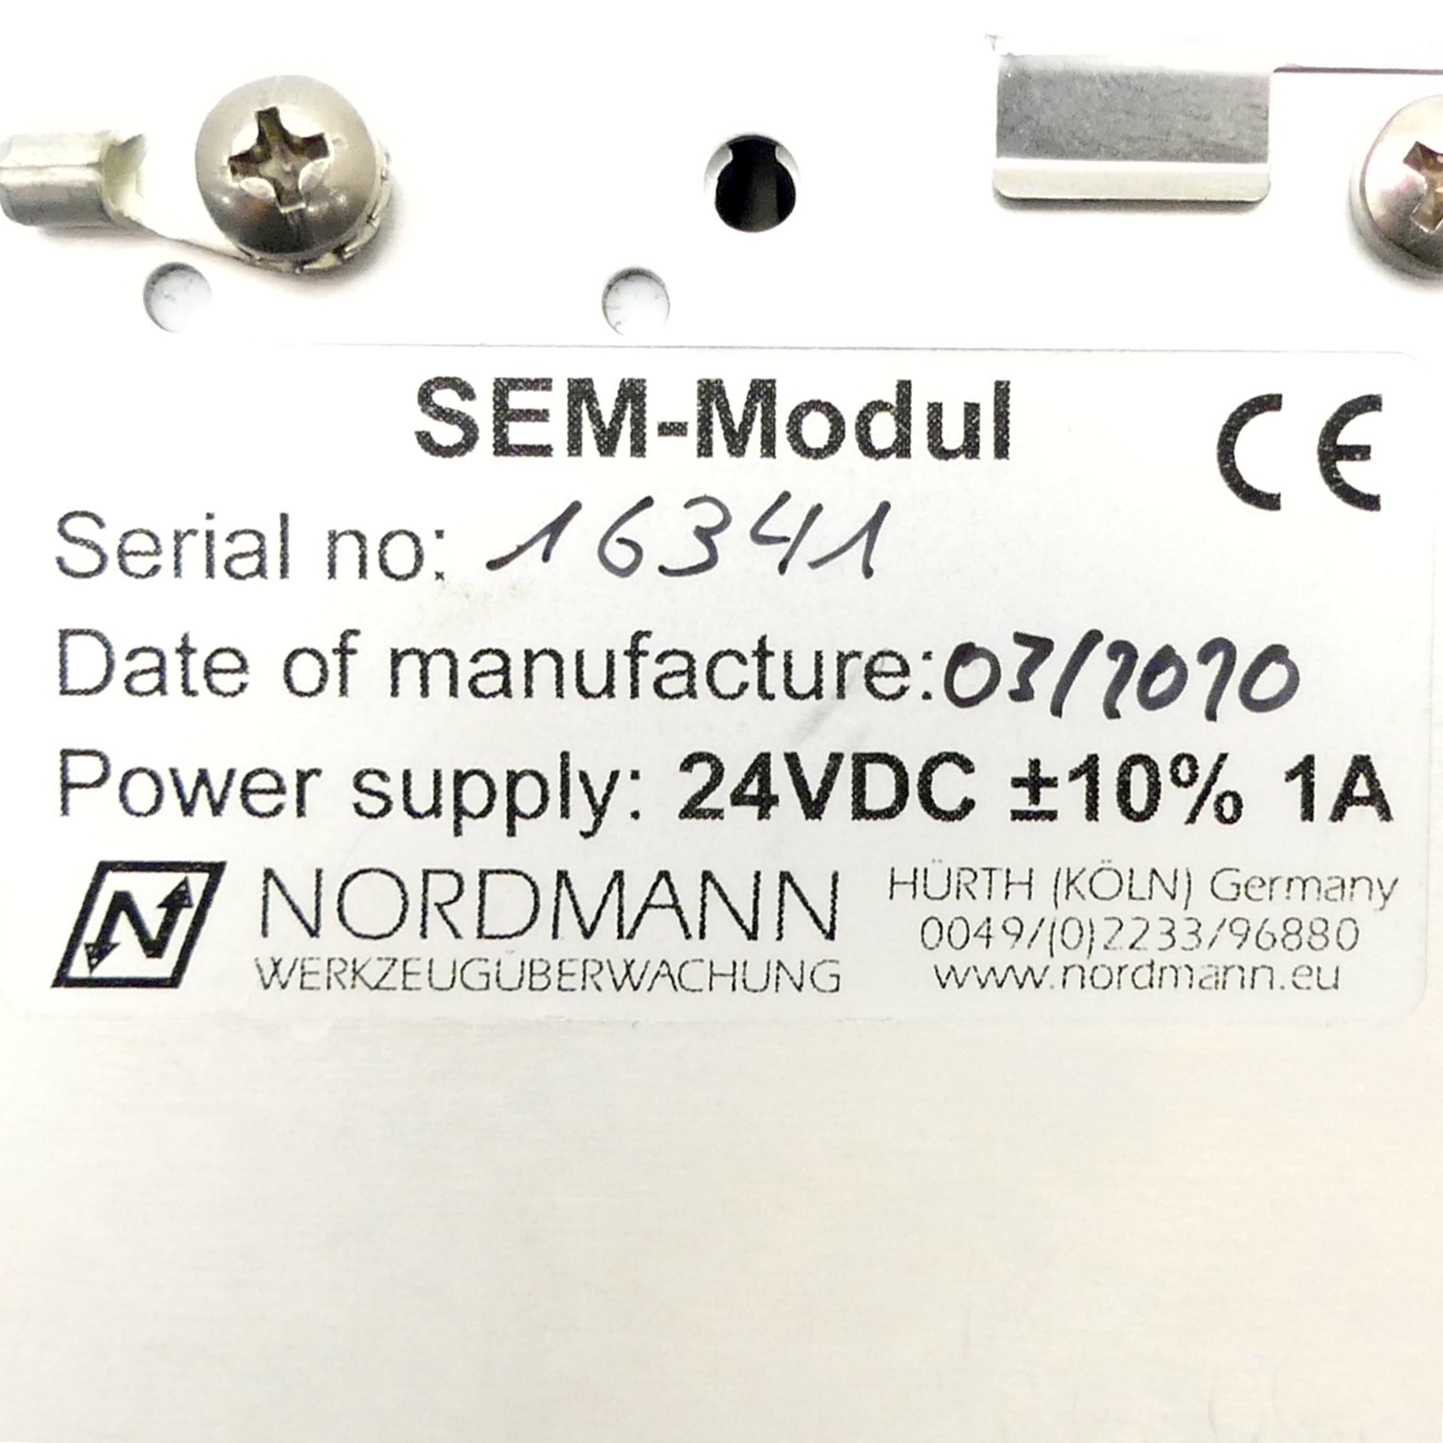 SEM-Modul
CE
Serial no: 16341
Date of manufacture: 03/2020
Power supply: 24VDC ±10% 1A
N NORDMANN
WERKZEUGÜBERWACHUNG
HÜRTH (KÖLN) Germany
0049/(0)2233/96880
www.nordmann.eu